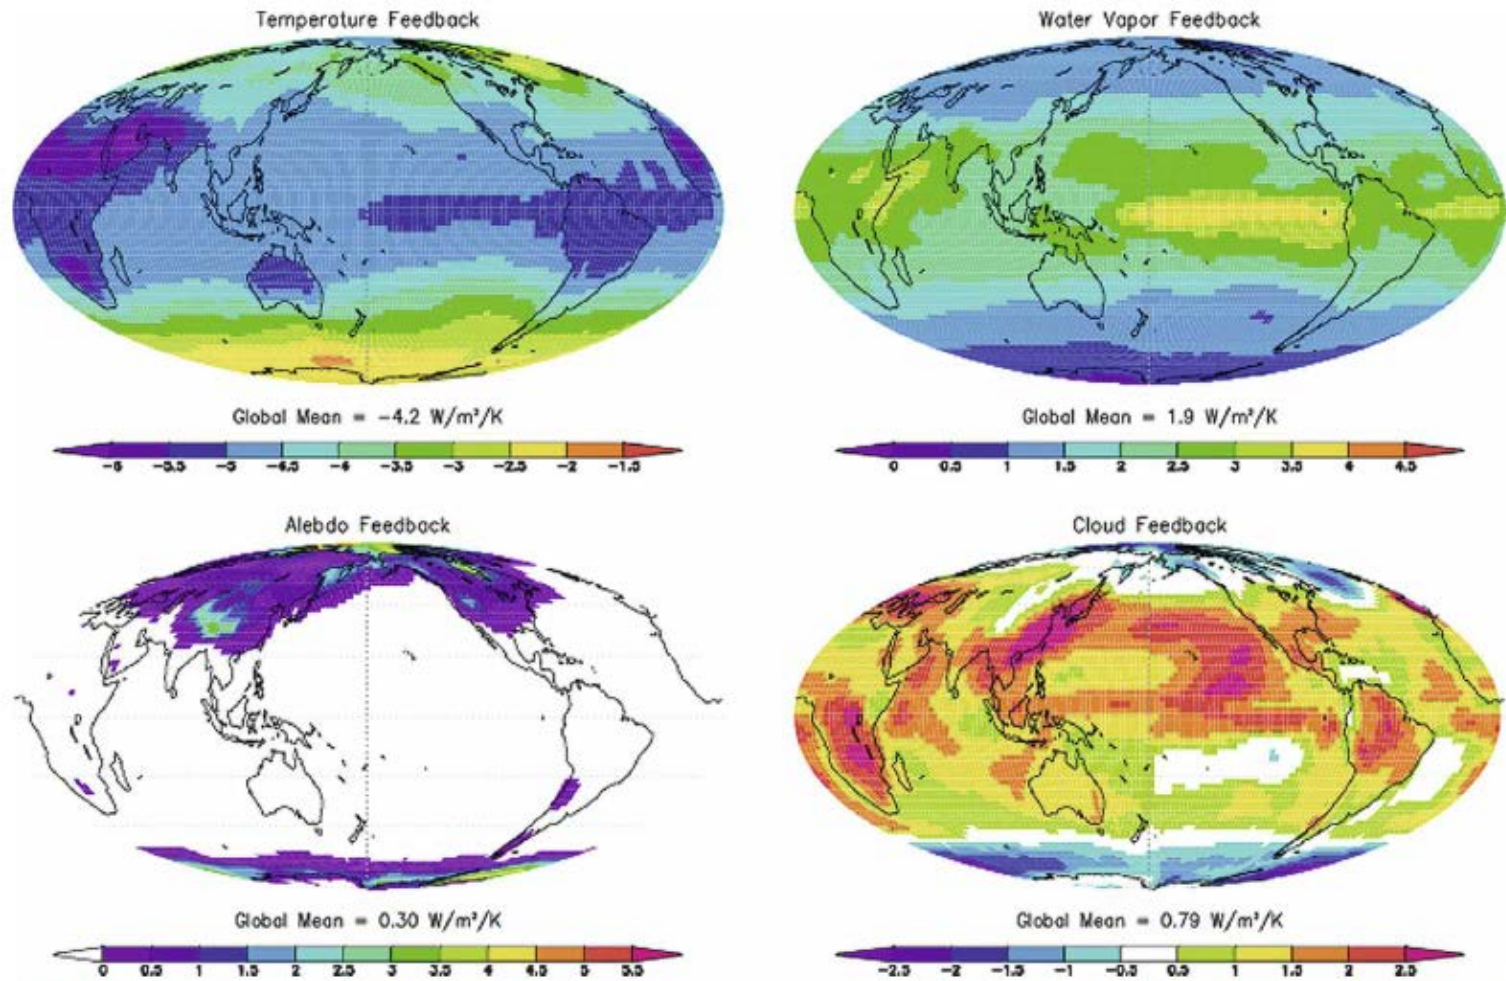 Temperature Feedback
Water Vapor Feedback
Global Mean = -4.2 W/m²/K
Global Mean = 1.9 W/m²/K
-6 -5.5 -5 -4.5 -4 -3.5 -3 -2.5 -2 -1.5
0 0.5 1 1.5 2 2.5 3 3.5 4 4.5
Alebdo Feedback
Cloud Feedback
Global Mean = 0.30 W/m²/K
Global Mean = 0.79 W/m²/K
0 0.5 1 1.5 2 2.5 3 3.5 4 4.5 5 5.5
-2.5 -2 -1.5 -1 -0.5 0.5 1 1.5 2 2.5